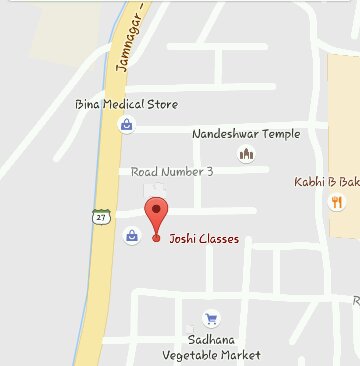 Jamnagar -
Bina Medical Store
Nandeshwar Temple
Road Number 3
Kabhi B Bak
27
Joshi Classes
R
Sadhana
Vegetable Market